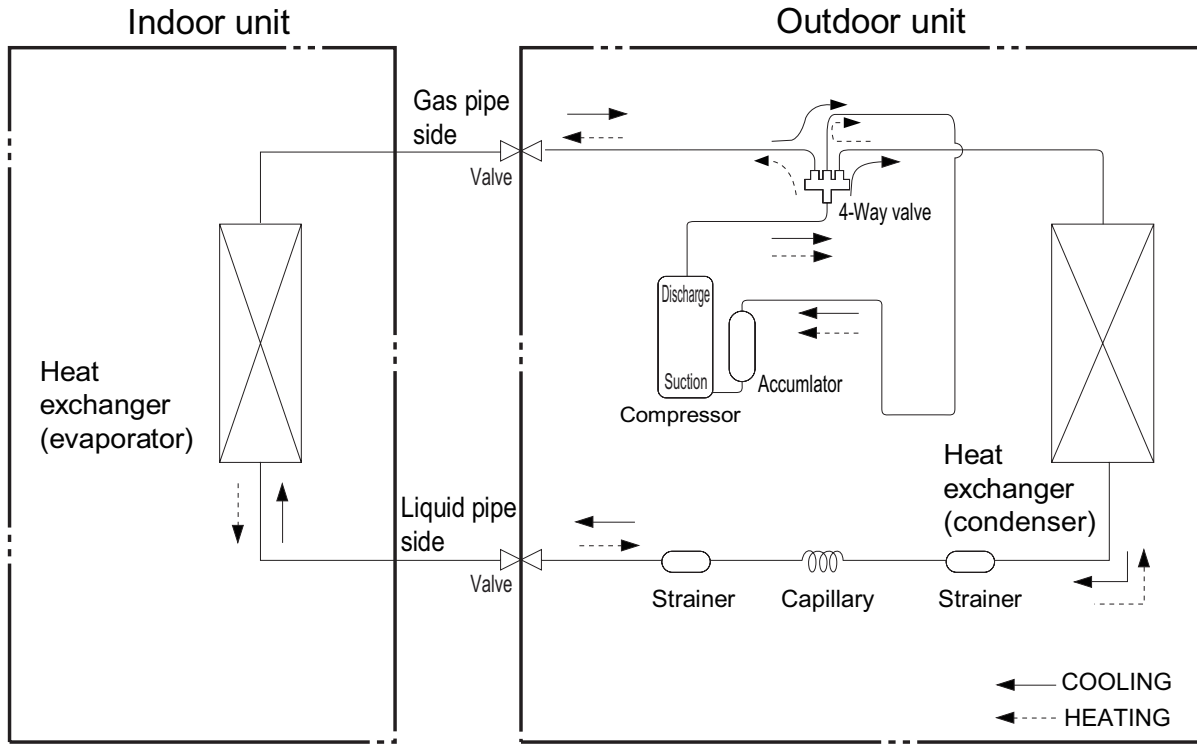 Indoor unit
Outdoor unit
Gas pipe
side
Valve
4-Way valve
Discharge
Suction
Accumlator
Compressor
Heat
exchanger
(evaporator)
Heat
exchanger
(condenser)
Liquid pipe
side
Valve
Strainer
Capillary
Strainer
COOLING
HEATING